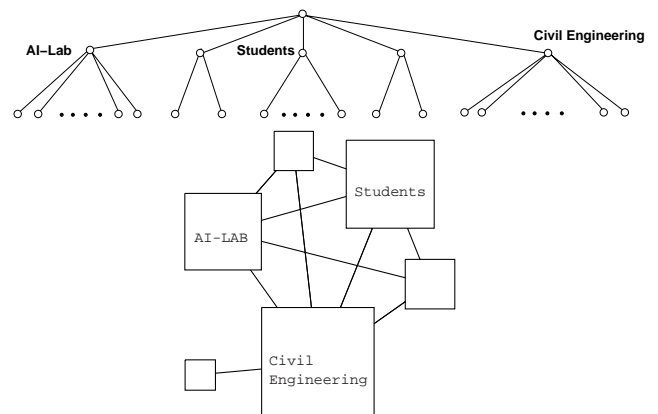 AI-Lab
Students
Civil Engineering
Students
AI-LAB
Civil
Engineering